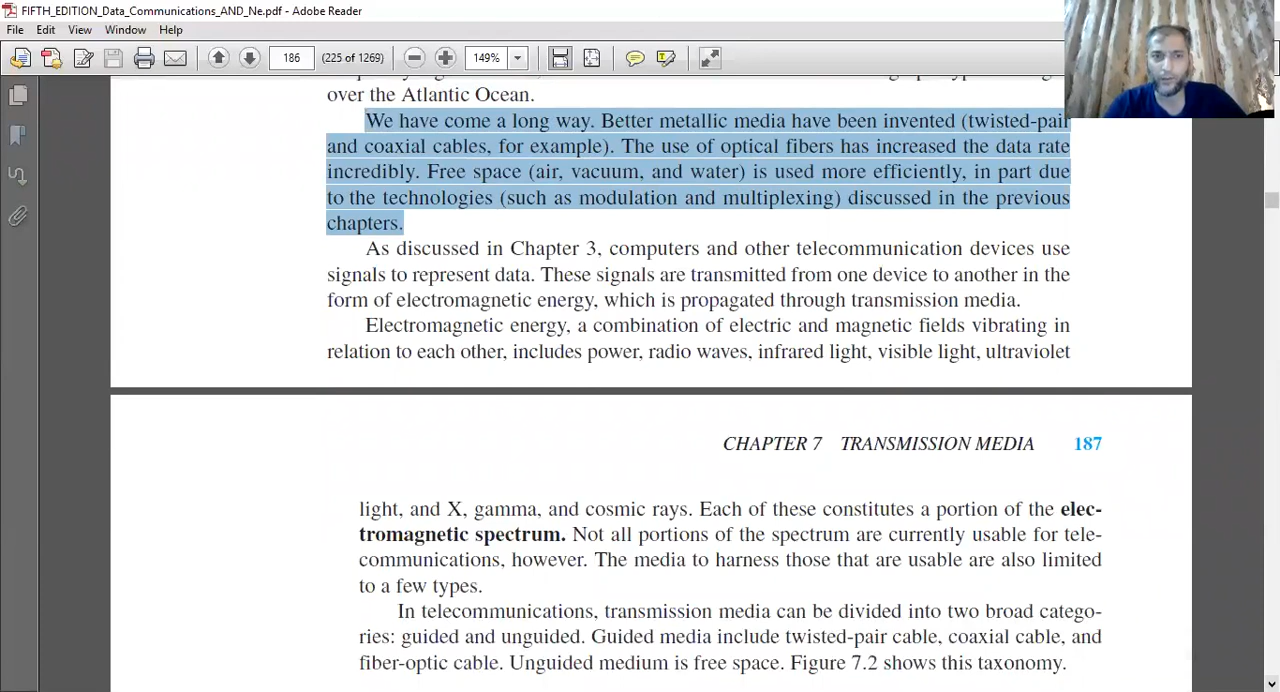 FIFTH_EDITION_Data_Communications_AND_Ne.pdf - Adobe Reader
File Edit View Window Help
186 (225 of 1269) 149%
over the Atlantic Ocean.
We have come a long way. Better metallic media have been invented (twisted-pair
and coaxial cables, for example). The use of optical fibers has increased the data rate
incredibly. Free space (air, vacuum, and water) is used more efficiently, in part due
to the technologies (such as modulation and multiplexing) discussed in the previous
chapters.
As discussed in Chapter 3, computers and other telecommunication devices use
signals to represent data. These signals are transmitted from one device to another in the
form of electromagnetic energy, which is propagated through transmission media.
Electromagnetic energy, a combination of electric and magnetic fields vibrating in
relation to each other, includes power, radio waves, infrared light, visible light, ultraviolet
CHAPTER 7 TRANSMISSION MEDIA 187
light, and X, gamma, and cosmic rays. Each of these constitutes a portion of the elec-
tromagnetic spectrum. Not all portions of the spectrum are currently usable for tele-
communications, however. The media to harness those that are usable are also limited
to a few types.
In telecommunications, transmission media can be divided into two broad catego-
ries: guided and unguided. Guided media include twisted-pair cable, coaxial cable, and
fiber-optic cable. Unguided medium is free space. Figure 7.2 shows this taxonomy.